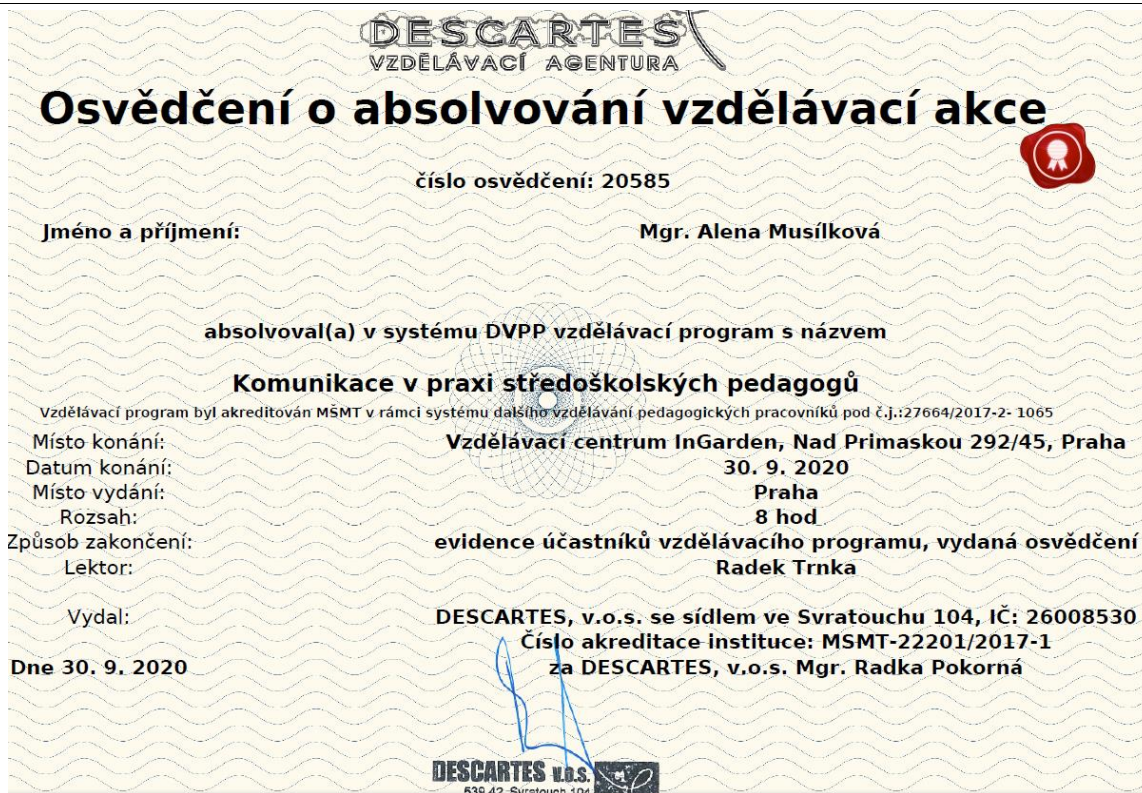 DESCARTES
VZDĚLÁVACÍ AGENTURA
Osvědčení o absolvování vzdělávací akce
číslo osvědčení: 20585
Jméno a příjmení: Mgr. Alena Musílková
absolvoval(a) v systému DVPP vzdělávací program s názvem
Komunikace v praxi středoškolských pedagogů
Vzdělávací program byl akreditován MŠMT v rámci systému dalšího vzdělávání pedagogických pracovníků pod č.j.:27664/2017-2- 1065
Místo konání: Vzdělávací centrum InGarden, Nad Primaskou 292/45, Praha
Datum konání: 30. 9. 2020
Místo vydání: Praha
Rozsah: 8 hod
Způsob zakončení: evidence účastníků vzdělávacího programu, vydaná osvědčení
Lektor: Radek Trnka
Vydal: DESCARTES, v.o.s. se sídlem ve Svratouchu 104, IČ: 26008530
Číslo akreditace instituce: MSMT-22201/2017-1
Dne 30. 9. 2020 za DESCARTES, v.o.s. Mgr. Radka Pokorná
DESCARTES v.o.s.
539 42 Svratouch 104